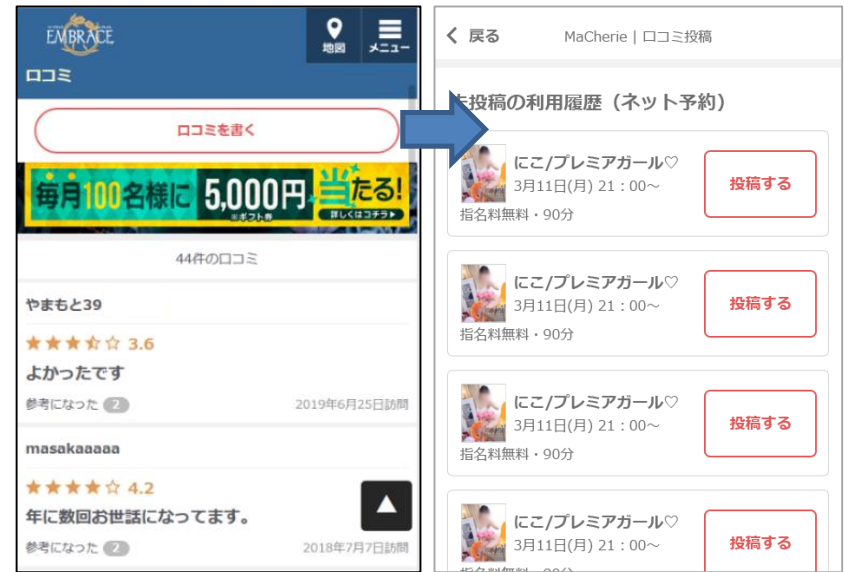 EMBRACE
地図
メニュー
口コミ
口コミを書く
毎月100名様に 5,000円 当たる!
※ギフト券
詳しくはコチラ▶
44件の口コミ
やまもと39
★★★☆☆ 3.6
よかったです
参考になった 2
2019年6月25日訪問
masakaaaaa
★★★★☆ 4.2
年に数回お世話になってます。
参考になった 2
2018年7月7日訪問
▲
戻る
MaCherie | 口コミ投稿
未投稿の利用履歴（ネット予約）
にこ/プレミアガール♡
3月11日(月) 21：00～
指名料無料・90分
投稿する
にこ/プレミアガール♡
3月11日(月) 21：00～
指名料無料・90分
投稿する
にこ/プレミアガール♡
3月11日(月) 21：00～
指名料無料・90分
投稿する
にこ/プレミアガール♡
3月11日(月) 21：00～
投稿する